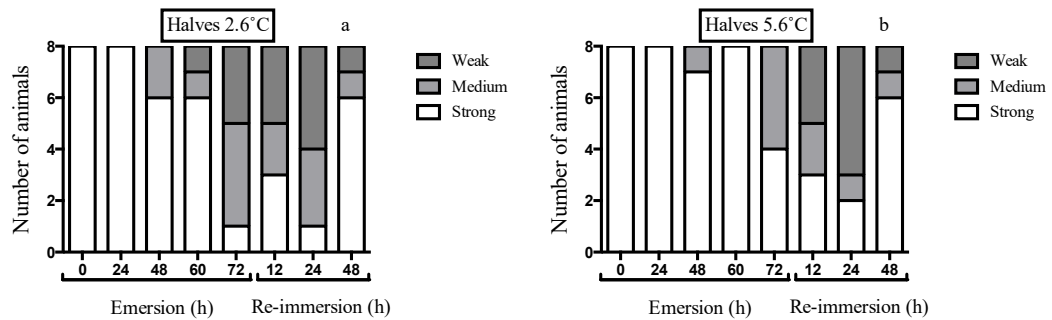 Halves 2.6°C
a
Number of animals
8
6
4
2
0
0 24 48 60 72 12 24 48
Emersion (h) Re-immersion (h)
Weak
Medium
Strong
Halves 5.6°C
b
Number of animals
8
6
4
2
0
0 24 48 60 72 12 24 48
Emersion (h) Re-immersion (h)
Weak
Medium
Strong